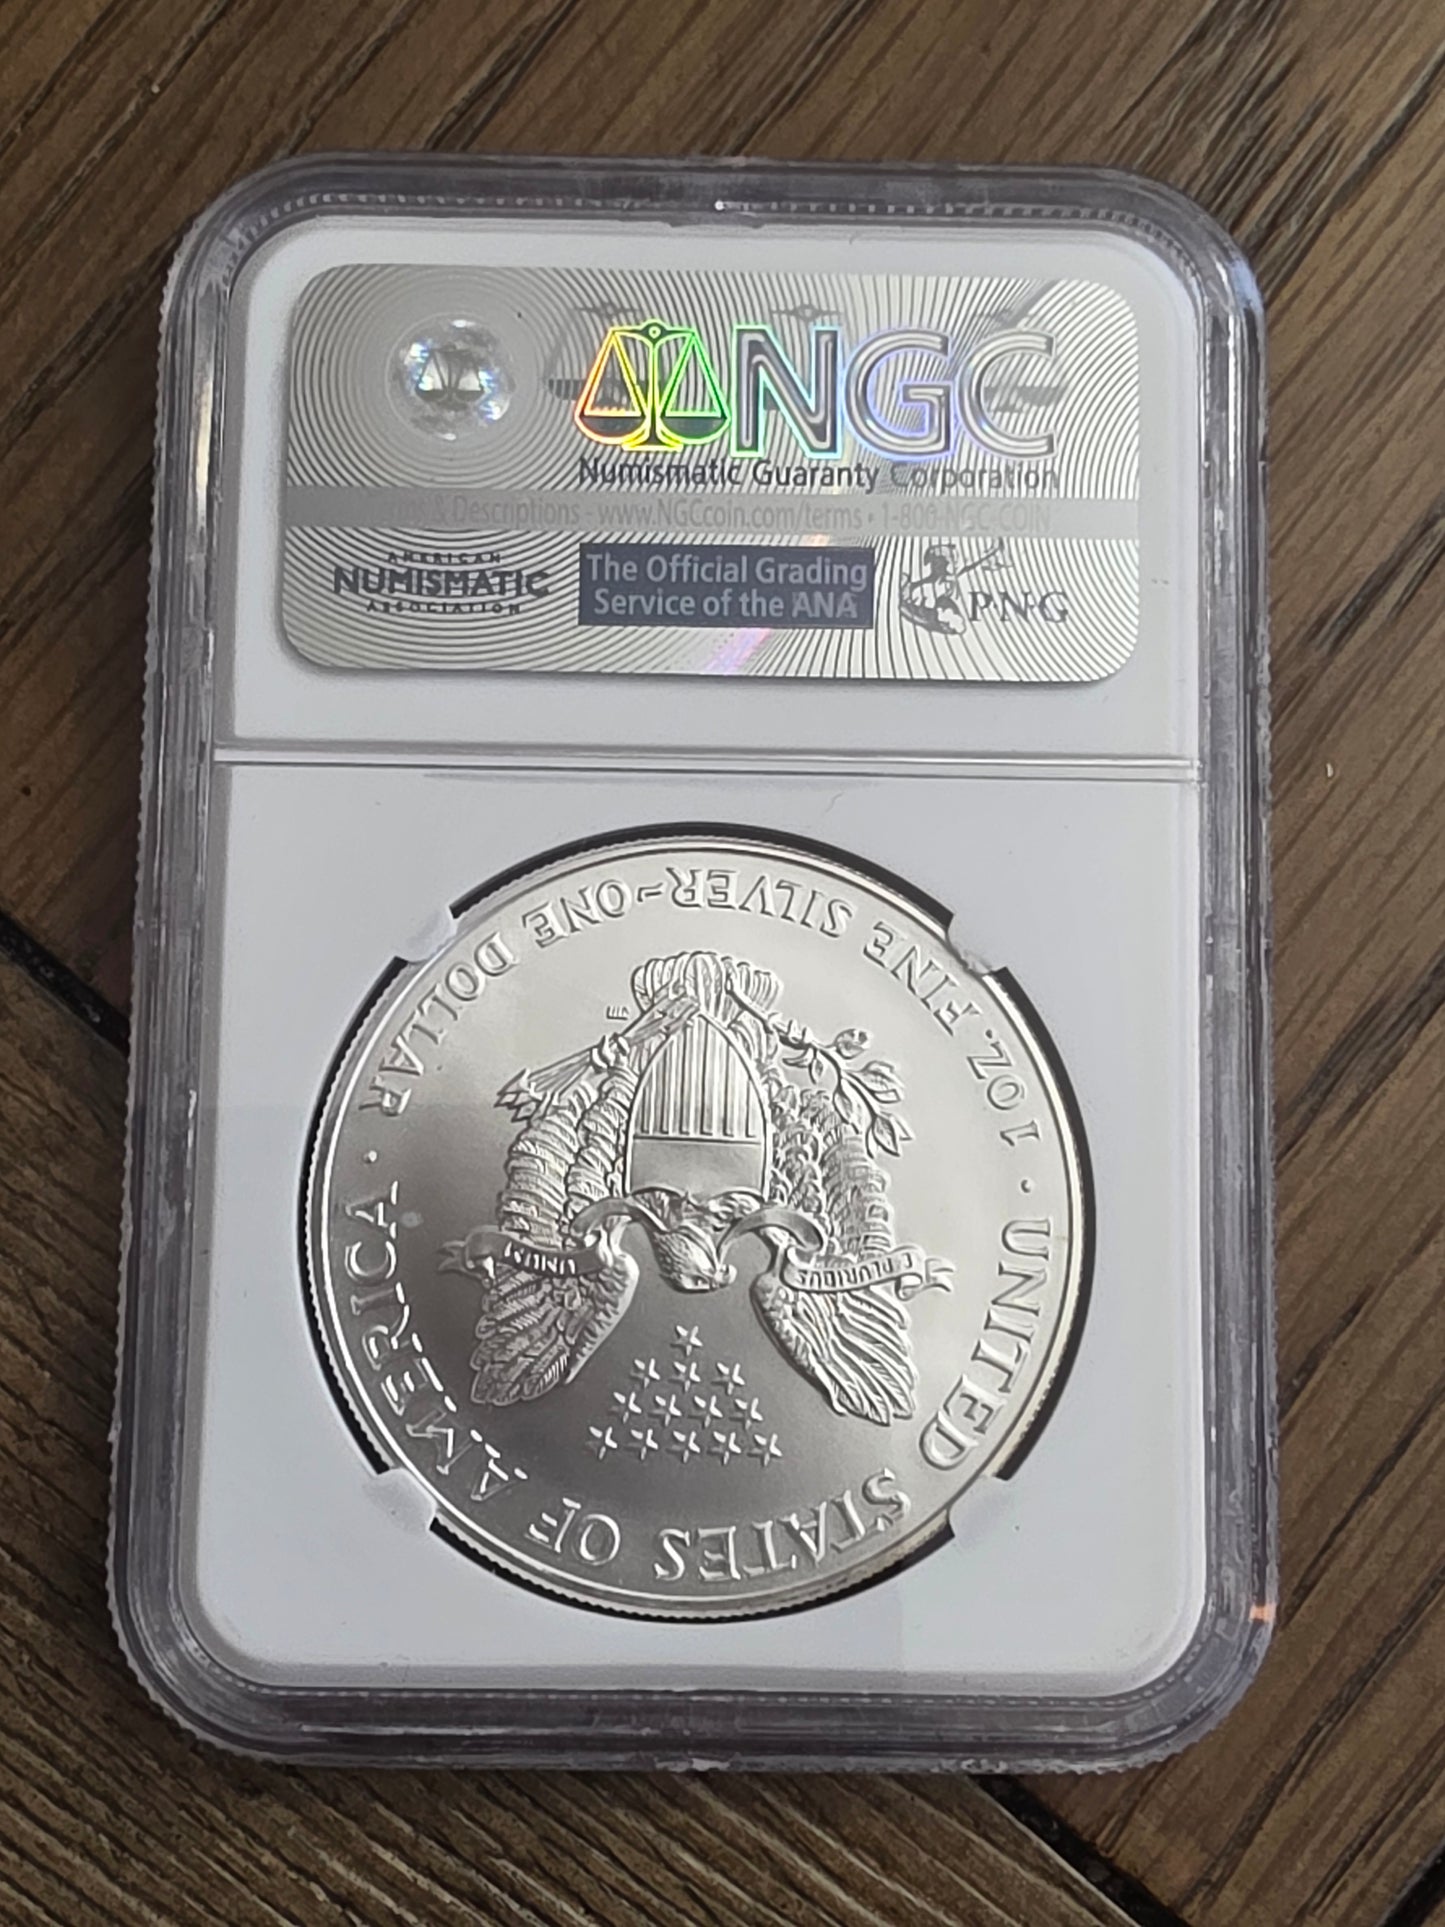 NGC
Numismatic Guaranty Corporation
& Descriptions - www.NGCcoin.com/terms • 1-800-NGC-COIN
AMERICAN
NUMISMATIC
ASSOCIATION
The Official Grading
Service of the ANA
PNG
UNITED STATES OF AMERICA
E PLURIBUS
UNUM
1 OZ. FINE SILVER~ONE DOLLAR